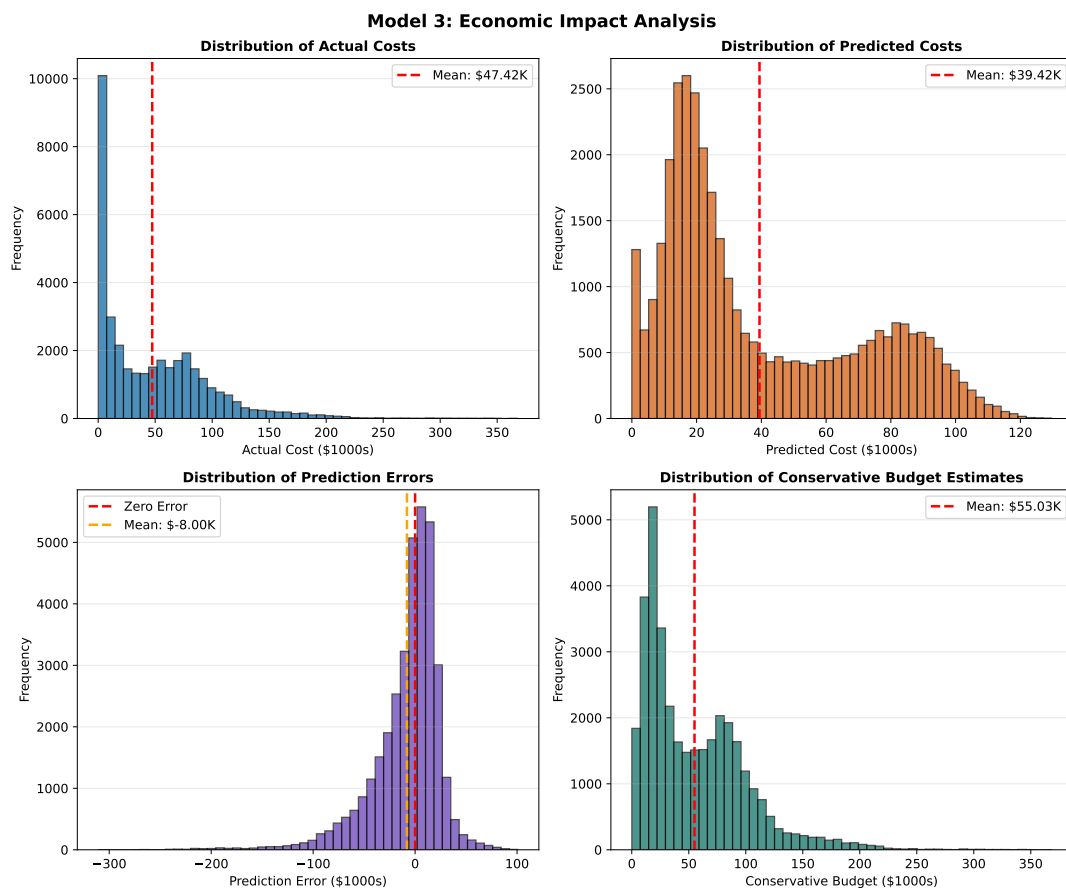 Model 3: Economic Impact Analysis
Distribution of Actual Costs
Mean: $47.42K
Frequency
10000
8000
6000
4000
2000
0
0 50 100 150 200 250 300 350
Actual Cost ($1000s)
Distribution of Predicted Costs
Mean: $39.42K
Frequency
2500
2000
1500
1000
500
0
0 20 40 60 80 100 120
Predicted Cost ($1000s)
Distribution of Prediction Errors
Zero Error
Mean: $-8.00K
Frequency
5000
4000
3000
2000
1000
0
−300 −200 −100 0 100
Prediction Error ($1000s)
Distribution of Conservative Budget Estimates
Mean: $55.03K
Frequency
5000
4000
3000
2000
1000
0
0 50 100 150 200 250 300 350
Conservative Budget ($1000s)